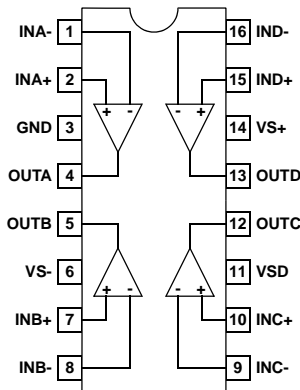 INA- 1 16 IND-
INA+ 2 + - - + 15 IND+
GND 3 14 VS+
OUTA 4 13 OUTD
OUTB 5 12 OUTC
VS- 6 11 VSD
INB+ 7 + - - + 10 INC+
INB- 8 9 INC-